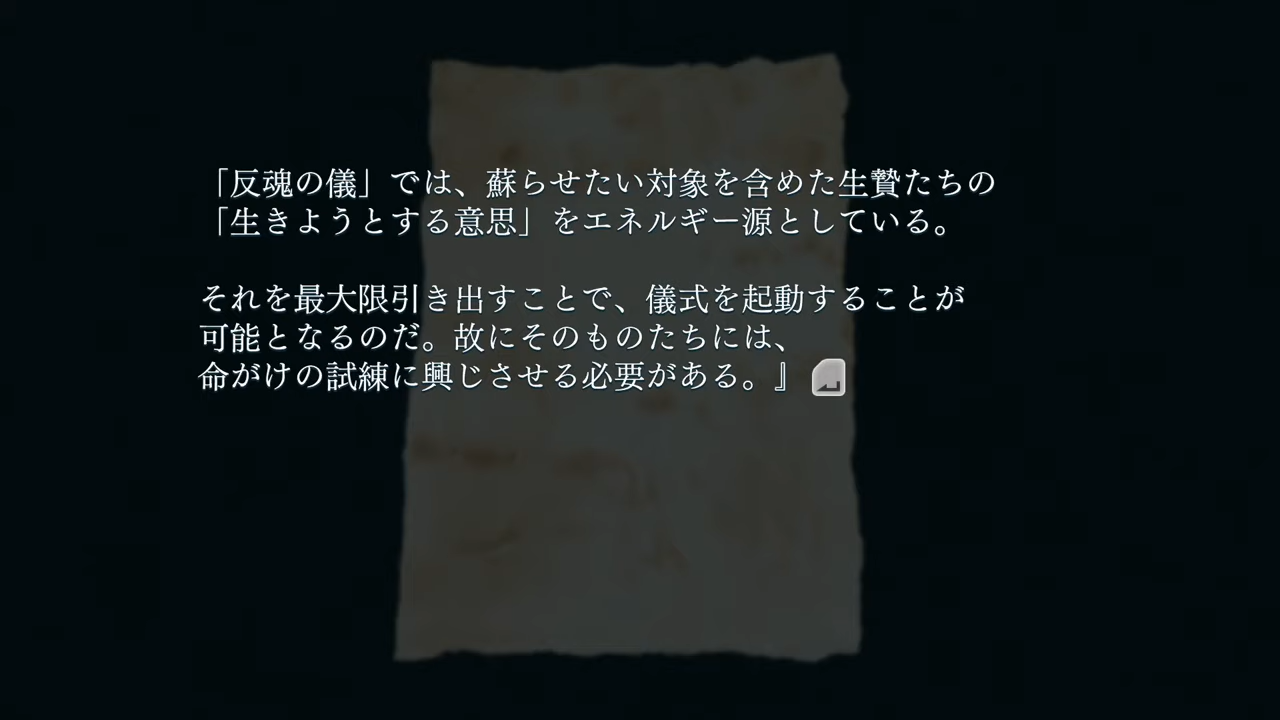 「反魂の儀」では、蘇らせたい対象を含めた生贄たちの
「生きようとする意思」をエネルギー源としている。
それを最大限引き出すことで、儀式を起動することが
可能となるのだ。故にそのものたちには、
命がけの試練に興じさせる必要がある。』